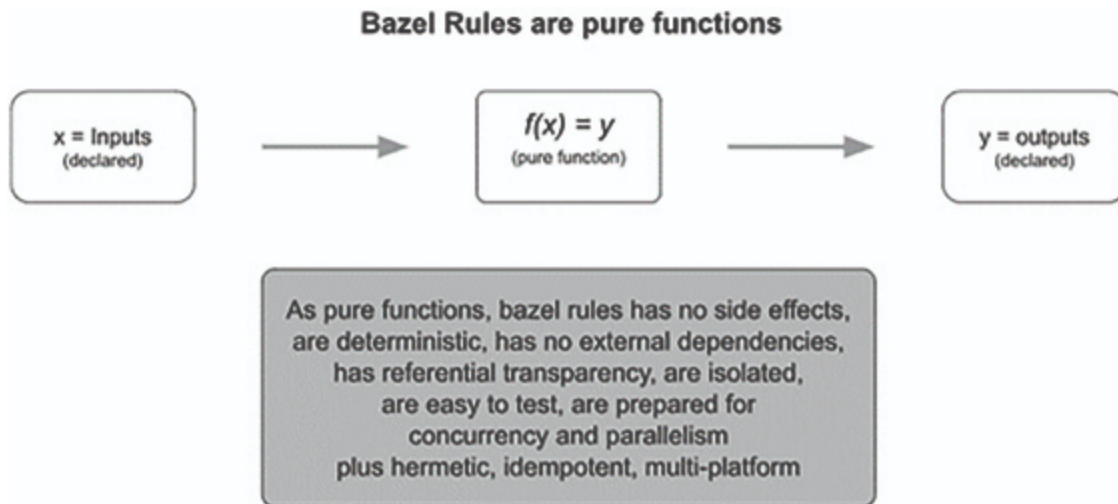 Bazel Rules are pure functions
x = Inputs
(declared)
f(x) = y
(pure function)
y = outputs
(declared)
As pure functions, bazel rules has no side effects,
are deterministic, has no external dependencies,
has referential transparency, are isolated,
are easy to test, are prepared for
concurrency and parallelism
plus hermetic, idempotent, multi-platform